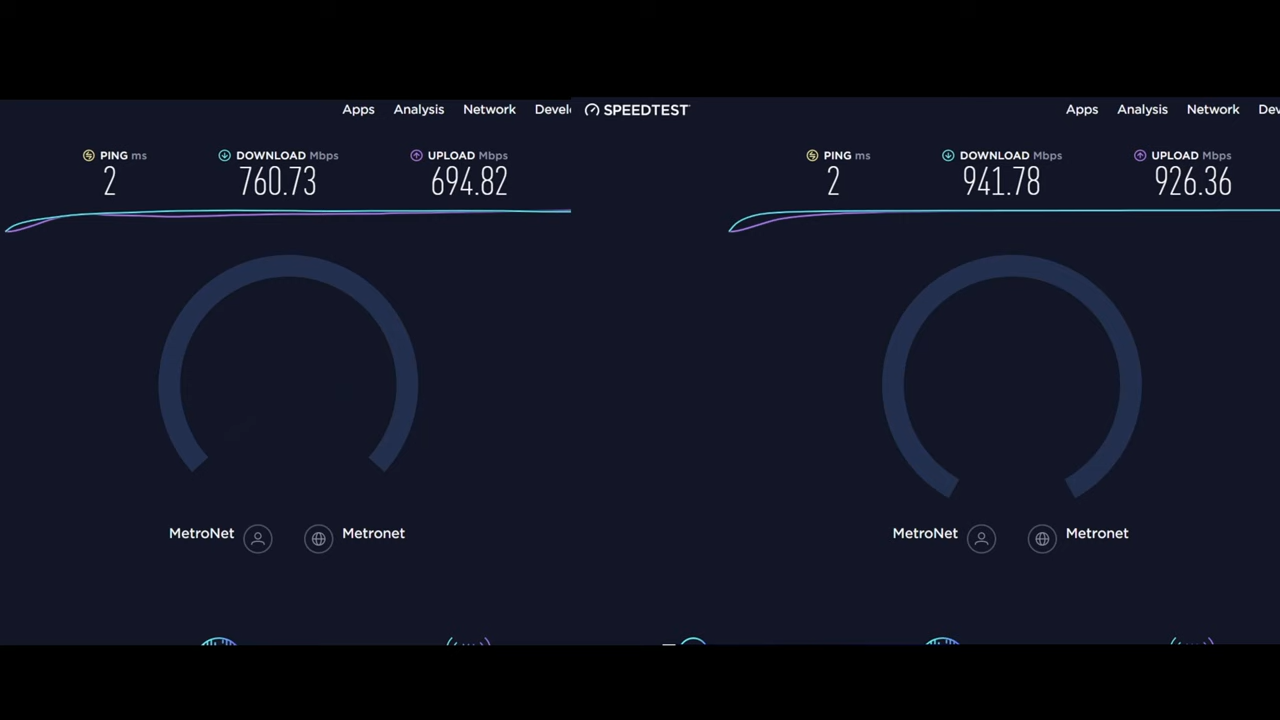 Apps Analysis Network Develo
SPEEDTEST
Apps Analysis Network Dev
PING ms DOWNLOAD Mbps UPLOAD Mbps
2 760.73 694.82
PING ms DOWNLOAD Mbps UPLOAD Mbps
2 941.78 926.36
MetroNet Metronet
MetroNet Metronet